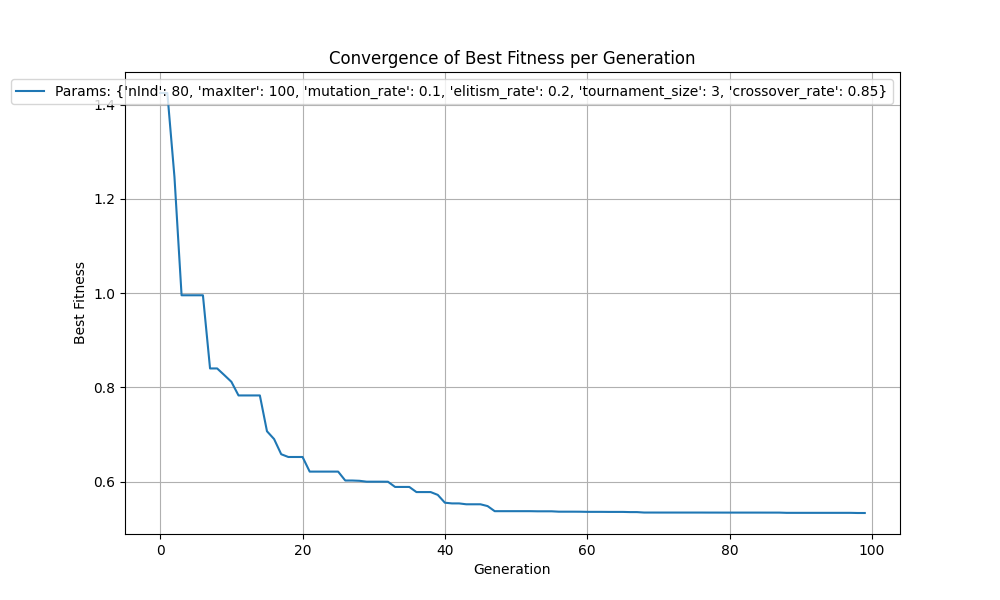 Convergence of Best Fitness per Generation
Params: {'nInd': 80, 'maxIter': 100, 'mutation_rate': 0.1, 'elitism_rate': 0.2, 'tournament_size': 3, 'crossover_rate': 0.85}
1.4
1.2
1.0
0.8
0.6
Best Fitness
0 20 40 60 80 100
Generation